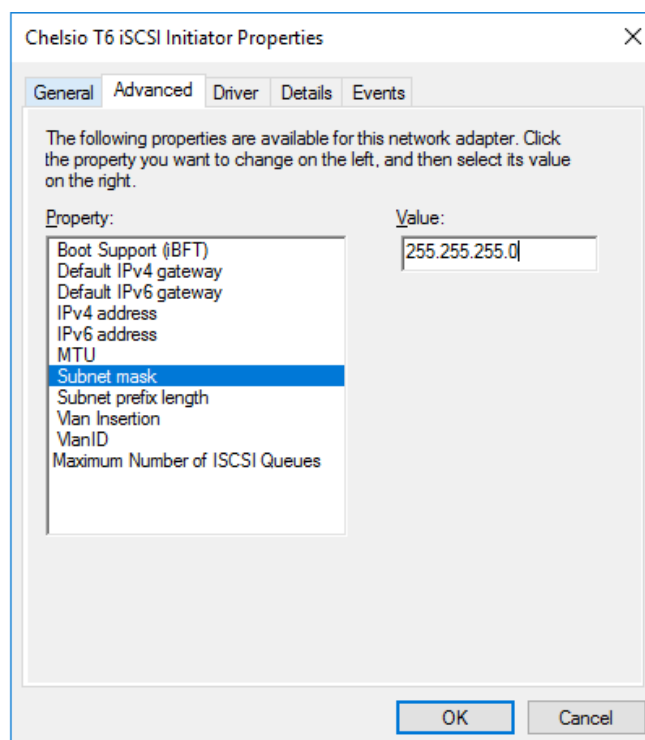 Chelsio T6 iSCSI Initiator Properties
General Advanced Driver Details Events
The following properties are available for this network adapter. Click
the property you want to change on the left, and then select its value
on the right.
Property: Value:
Boot Support (iBFT) 255.255.255.0
Default IPv4 gateway
Default IPv6 gateway
IPv4 address
IPv6 address
MTU
Subnet mask
Subnet prefix length
Vlan Insertion
VlanID
Maximum Number of ISCSI Queues
OK Cancel